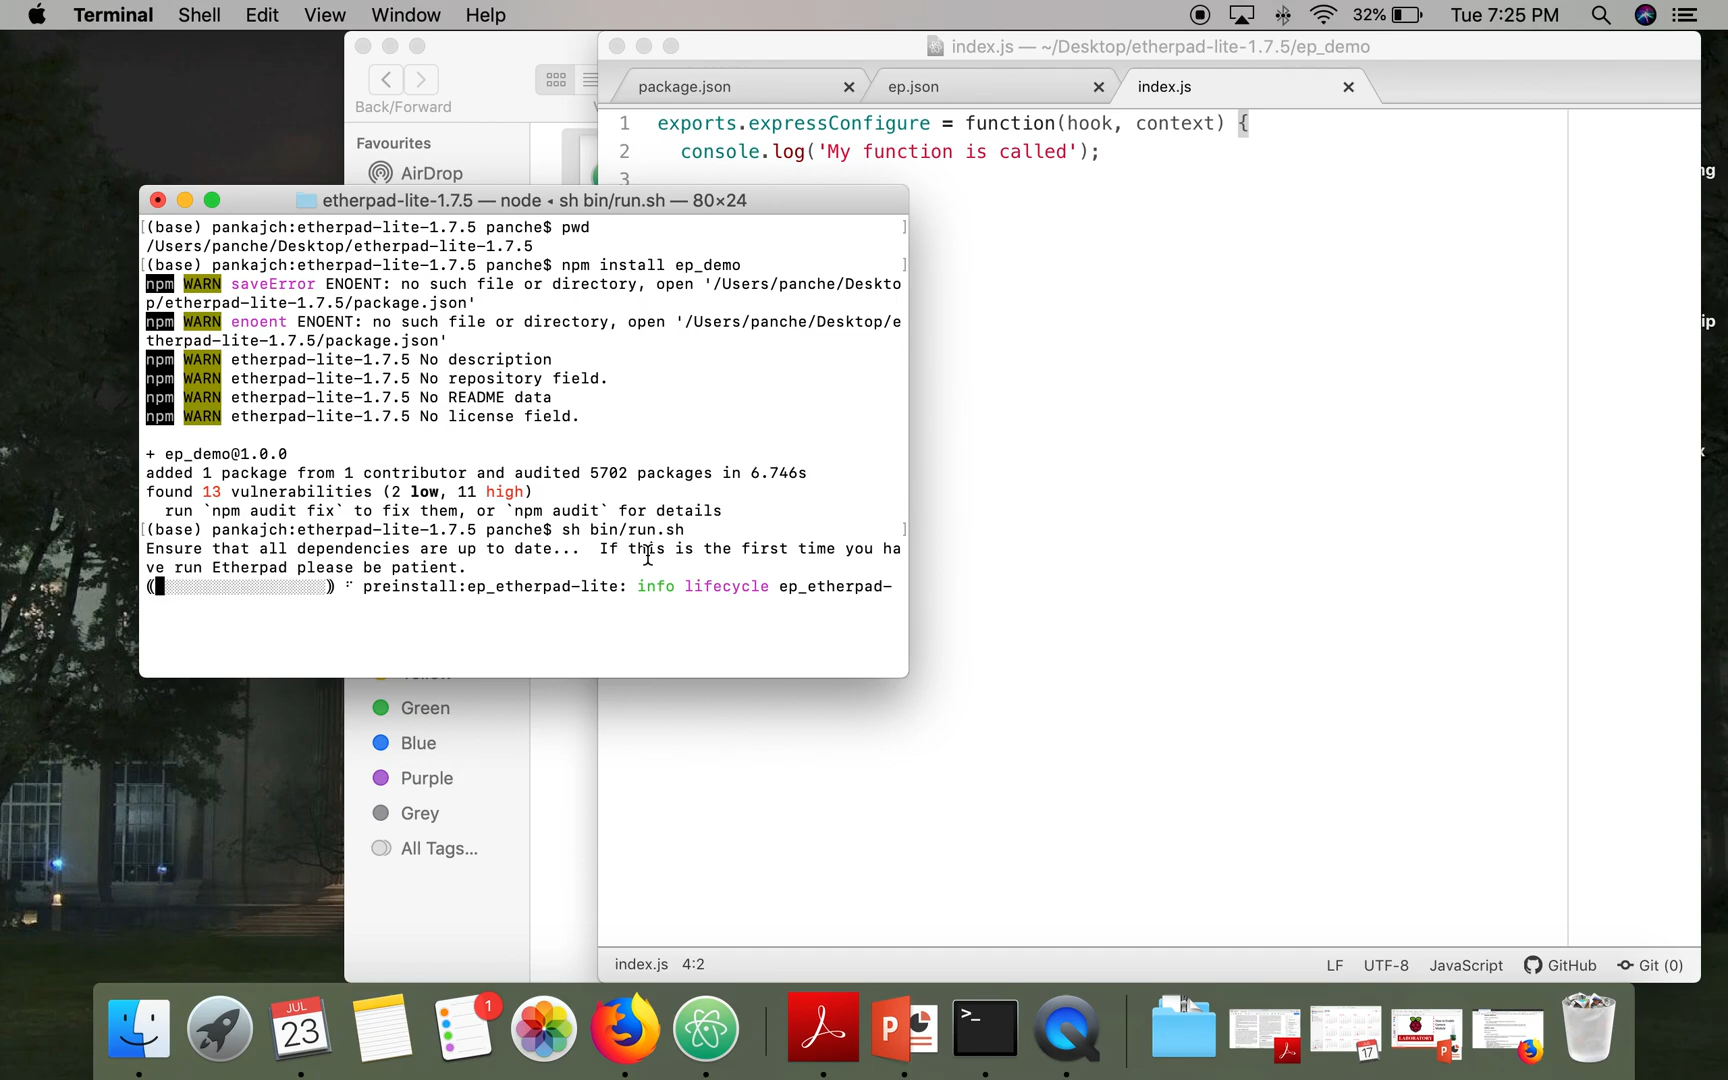 Terminal Shell Edit View Window Help 32% Tue 7:25 PM
index.js — ~/Desktop/etherpad-lite-1.7.5/ep_demo
Back/Forward
package.json ep.json index.js
Favourites
AirDrop
1 exports.expressConfigure = function(hook, context) {
2 console.log('My function is called');
3
etherpad-lite-1.7.5 — node ◂ sh bin/run.sh — 80×24
[(base) pankajch:etherpad-lite-1.7.5 panche$ pwd ]
/Users/panche/Desktop/etherpad-lite-1.7.5
[(base) pankajch:etherpad-lite-1.7.5 panche$ npm install ep_demo ]
npm WARN saveError ENOENT: no such file or directory, open '/Users/panche/Deskto
p/etherpad-lite-1.7.5/package.json'
npm WARN enoent ENOENT: no such file or directory, open '/Users/panche/Desktop/e
therpad-lite-1.7.5/package.json'
npm WARN etherpad-lite-1.7.5 No description
npm WARN etherpad-lite-1.7.5 No repository field.
npm WARN etherpad-lite-1.7.5 No README data
npm WARN etherpad-lite-1.7.5 No license field.
+ ep_demo@1.0.0
added 1 package from 1 contributor and audited 5702 packages in 6.746s
found 13 vulnerabilities (2 low, 11 high)
run `npm audit fix` to fix them, or `npm audit` for details
[(base) pankajch:etherpad-lite-1.7.5 panche$ sh bin/run.sh ]
Ensure that all dependencies are up to date... If this is the first time you ha
ve run Etherpad please be patient.
preinstall:ep_etherpad-lite: info lifecycle ep_etherpad-
Green
Blue
Purple
Grey
All Tags...
ng
ip
index.js 4:2 LF UTF-8 JavaScript GitHub Git (0)
JUL
23
1
P
>_
17
LABORATORY